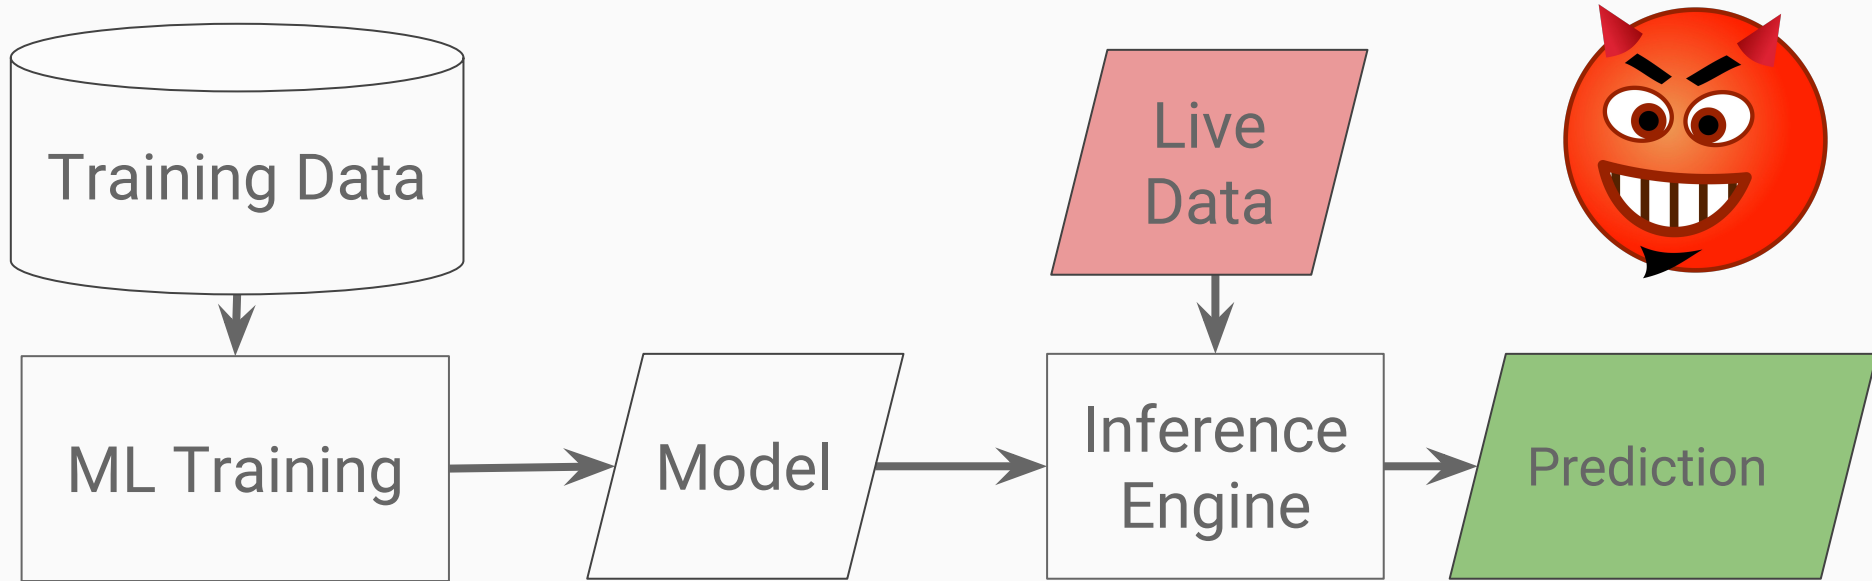 Training Data
Live
Data
ML Training
Model
Inference
Engine
Prediction